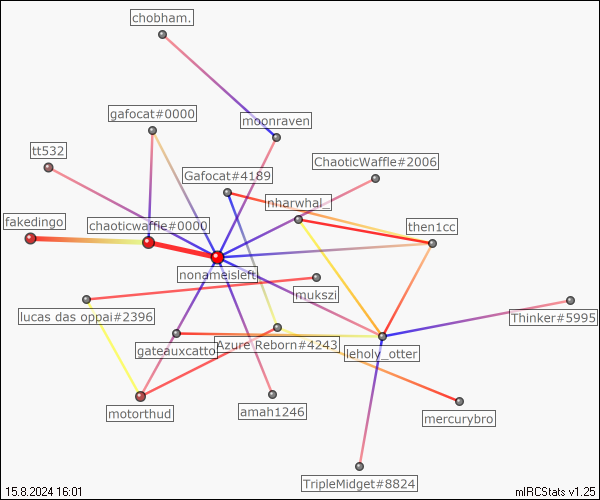 chobham.
gafocat#0000
moonraven
tt532
ChaoticWaffle#2006
Gafocat#4189
nharwhal_
fakedingo
chaoticwaffle#0000
then1cc
nonameisleft
mukszi
lucas das oppai#2396
Thinker#5995
gateauxcatto
Azure Reborn#4243
leholy_otter
motorthud
amah1246
mercurybro
TripleMidget#8824
15.8.2024 16:01
mIRCStats v1.25